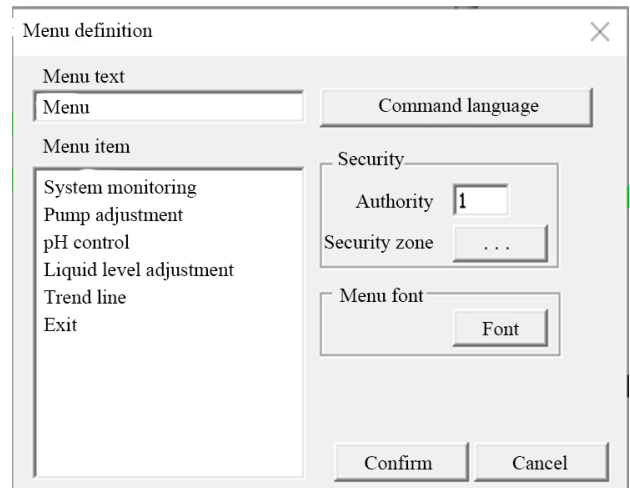 Menu definition
Menu text
Menu
Command language
Menu item
System monitoring
Pump adjustment
pH control
Liquid level adjustment
Trend line
Exit
Security
Authority 1
Security zone ...
Menu font
Font
Confirm
Cancel